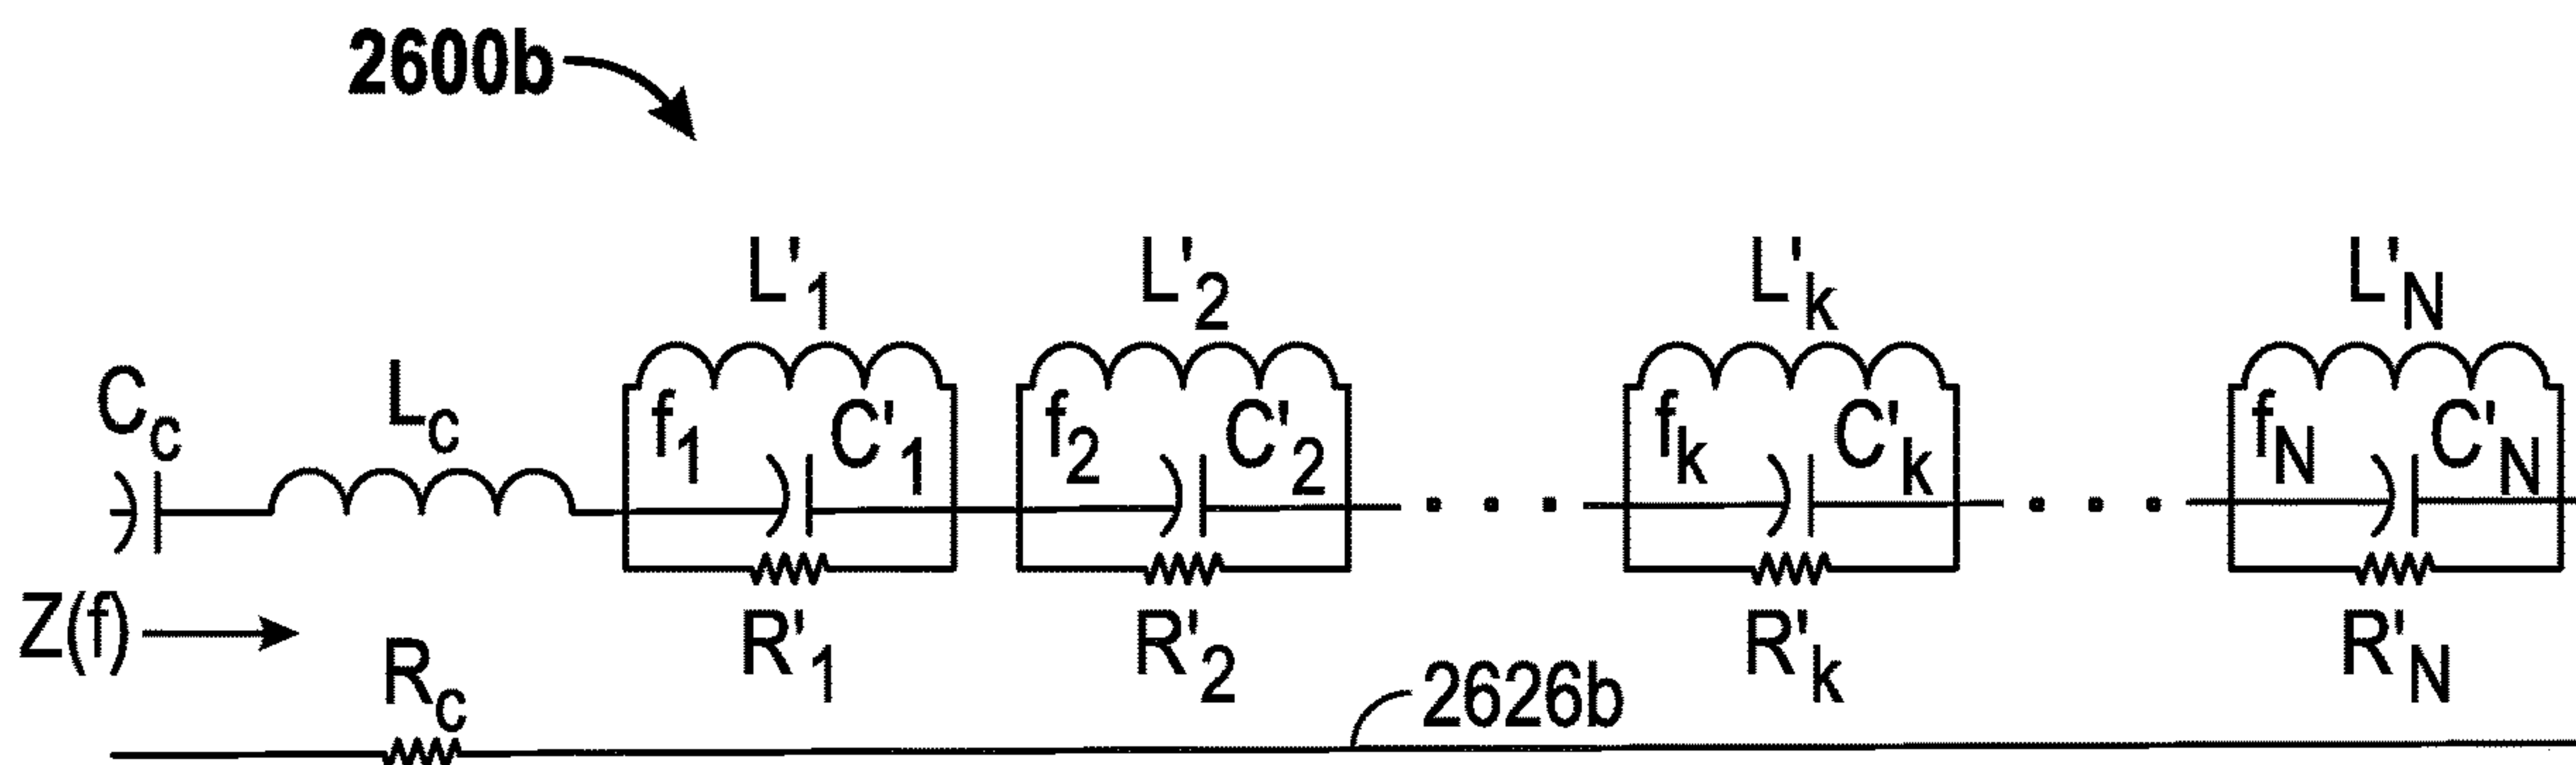 2600b
L'1 L'2 L'k L'N
Cc Lc f1 C'1 f2 C'2 fk C'k fN C'N
Z(f) Rc R'1 R'2 R'k R'N
2626b